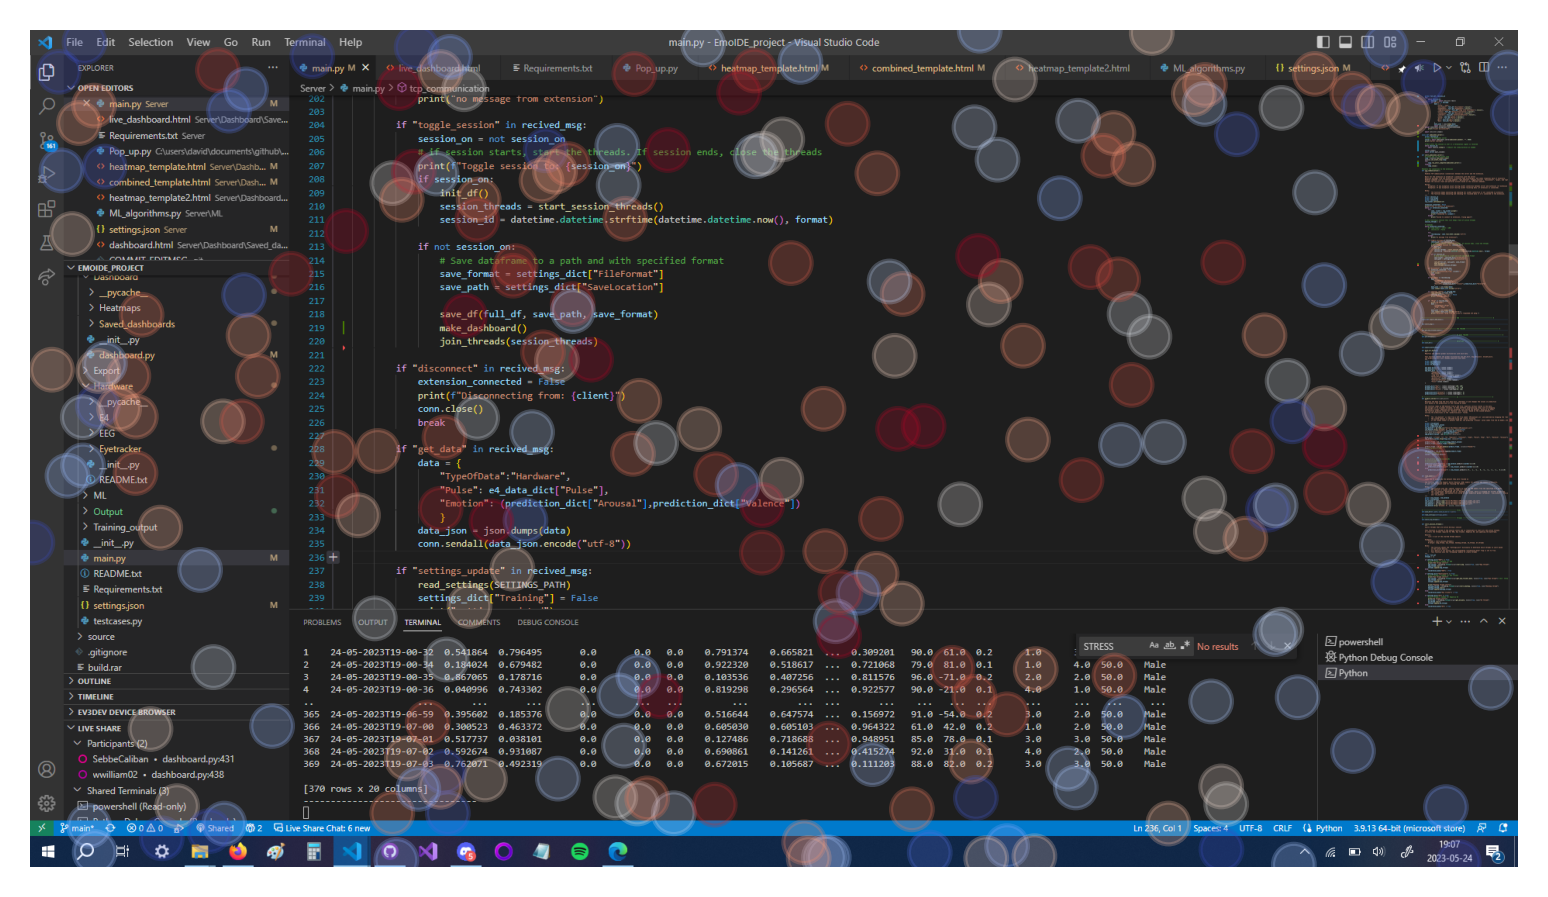 File Edit Selection View Go Run Terminal Help
main.py - EmoIDE_project - Visual Studio Code
EXPLORER
main.py M
live_dashboard.html
Requirements.txt
Pop_up.py
heatmap_template.html M
combined_template.html M
heatmap_template2.html
ML_algorithms.py
settings.json M
Server > main.py > tcp_communication
OPEN EDITORS
main.py Server M
live_dashboard.html Server\Dashboard\Save...
Requirements.txt Server
Pop_up.py C:\users\david\documents\github\...
heatmap_template.html Server\Dashb... M
combined_template.html Server\Dash... M
heatmap_template2.html Server\Dashboard...
ML_algorithms.py Server\ML
settings.json Server M
dashboard.html Server\Dashboard\Saved_da...
EMOIDE_PROJECT
Dashboard
__pycache__
Heatmaps
Saved_dashboards
__init__.py
dashboard.py M
Export
Hardware
__pycache__
E4
EEG
Eyetracker
__init__.py
README.txt
ML
Output
Training_output
__init__.py
main.py M
README.txt
Requirements.txt
settings.json M
testcases.py
source
.gitignore
build.rar
OUTLINE
TIMELINE
EV3DEV DEVICE BROWSER
LIVE SHARE
Participants (2)
SebbeCaliban • dashboard.py:431
wwilliam02 • dashboard.py:438
Shared Terminals (3)
powershell (Read-only)
202 print("no message from extension")
203
204 if "toggle_session" in recived_msg:
205 session_on = not session_on
206 # if session starts, start the threads. If session ends, close the threads
207 print(f"Toggle session to: {session_on}")
208 if session_on:
209 init_df()
210 session_threads = start_session_threads()
211 session_id = datetime.datetime.strftime(datetime.datetime.now(), format)
212
213 if not session_on:
214 # Save dataframe to a path and with specified format
215 save_format = settings_dict["FileFormat"]
216 save_path = settings_dict["SaveLocation"]
217
218 save_df(full_df, save_path, save_format)
219 make_dashboard()
220 join_threads(session_threads)
221
222 if "disconnect" in recived_msg:
223 extension_connected = False
224 print(f"Disconnecting from: {client}")
225 conn.close()
226 break
227
228 if "get_data" in recived_msg:
229 data = {
230 "TypeOfData":"Hardware",
231 "Pulse": e4_data_dict["Pulse"],
232 "Emotion": (prediction_dict["Arousal"],prediction_dict["Valence"])
233 }
234 data_json = json.dumps(data)
235 conn.sendall(data_json.encode("utf-8"))
236
237 if "settings_update" in recived_msg:
238 read_settings(SETTINGS_PATH)
239 settings_dict["Training"] = False
PROBLEMS OUTPUT TERMINAL COMMENTS DEBUG CONSOLE
STRESS
Aa ab .*
No results
powershell
Python Debug Console
Python
1 24-05-2023T19-00-32 0.541864 0.796495 0.0 0.0 0.0 0.791374 0.665821 ... 0.309201 90.0 61.0 0.2 1.0
2 24-05-2023T19-00-34 0.184024 0.679482 0.0 0.0 0.0 0.922320 0.518617 ... 0.721068 79.0 81.0 0.1 1.0 4.0 50.0 Male
3 24-05-2023T19-00-35 0.867065 0.178716 0.0 0.0 0.0 0.103536 0.407256 ... 0.811576 96.0 -71.0 0.2 2.0 2.0 50.0 Male
4 24-05-2023T19-00-36 0.040996 0.743302 0.0 0.0 0.0 0.819298 0.296564 ... 0.922577 90.0 -21.0 0.1 4.0 1.0 50.0 Male
.. ... ... ... ... ... ... ... ... ... ... ... ... ... ... ... ... ...
365 24-05-2023T19-06-59 0.395602 0.185376 0.0 0.0 0.0 0.516644 0.647574 ... 0.156972 91.0 -54.0 0.2 3.0 2.0 50.0 Male
366 24-05-2023T19-07-00 0.300523 0.463372 0.0 0.0 0.0 0.605030 0.605103 ... 0.964322 61.0 42.0 0.2 1.0 2.0 50.0 Male
367 24-05-2023T19-07-01 0.517737 0.038101 0.0 0.0 0.0 0.127486 0.718688 ... 0.948951 85.0 78.0 0.1 3.0 3.0 50.0 Male
368 24-05-2023T19-07-02 0.592674 0.931087 0.0 0.0 0.0 0.690861 0.141261 ... 0.415274 92.0 31.0 0.1 4.0 2.0 50.0 Male
369 24-05-2023T19-07-03 0.762071 0.492319 0.0 0.0 0.0 0.672015 0.105687 ... 0.111203 88.0 82.0 0.2 3.0 3.0 50.0 Male
[370 rows x 20 columns]
main* 0 0 Shared 2 Live Share Chat: 6 new
Ln 236, Col 1 Spaces: 4 UTF-8 CRLF Python 3.9.13 64-bit (microsoft store)
19:07
2023-05-24